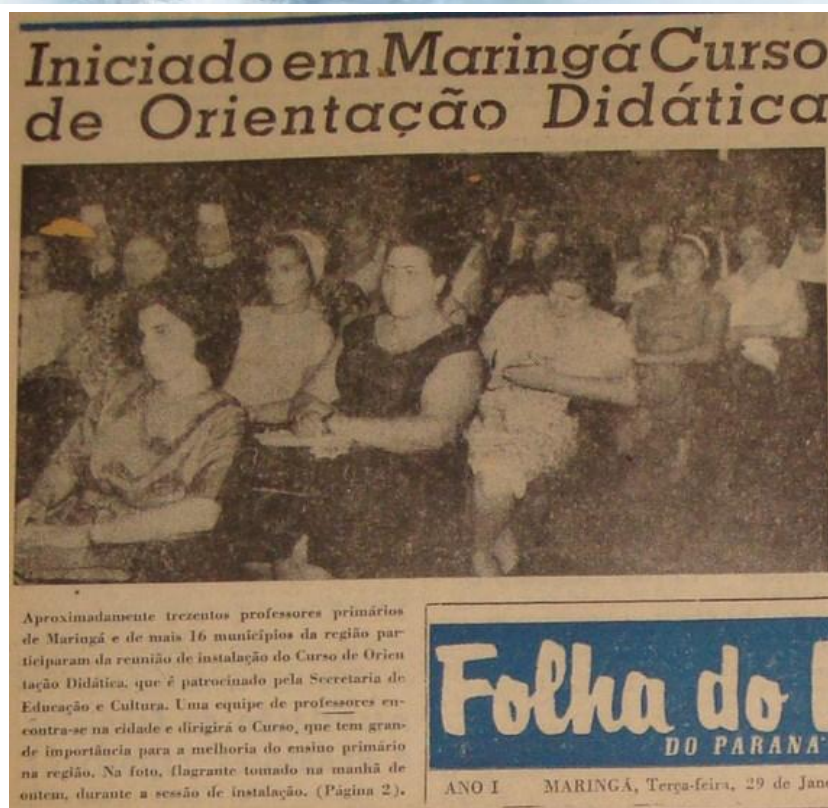 Iniciado em Maringá Curso
de Orientação Didática
Aproximadamente trezentos professores primários
de Maringá e de mais 16 municípios da região par-
ticiparam da reunião de instalação do Curso de Orien
tação Didática, que é patrocinado pela Secretaria de
Educação e Cultura. Uma equipe de professores en-
contra-se na cidade e dirigirá o Curso, que tem gran-
de importância para a melhoria do ensino primário
na região. Na foto, flagrante tomado na manhã de
ontem, durante a sessão de instalação. (Página 2).
Folha do
DO PARANÁ
ANO I MARINGÁ, Terça-feira, 29 de